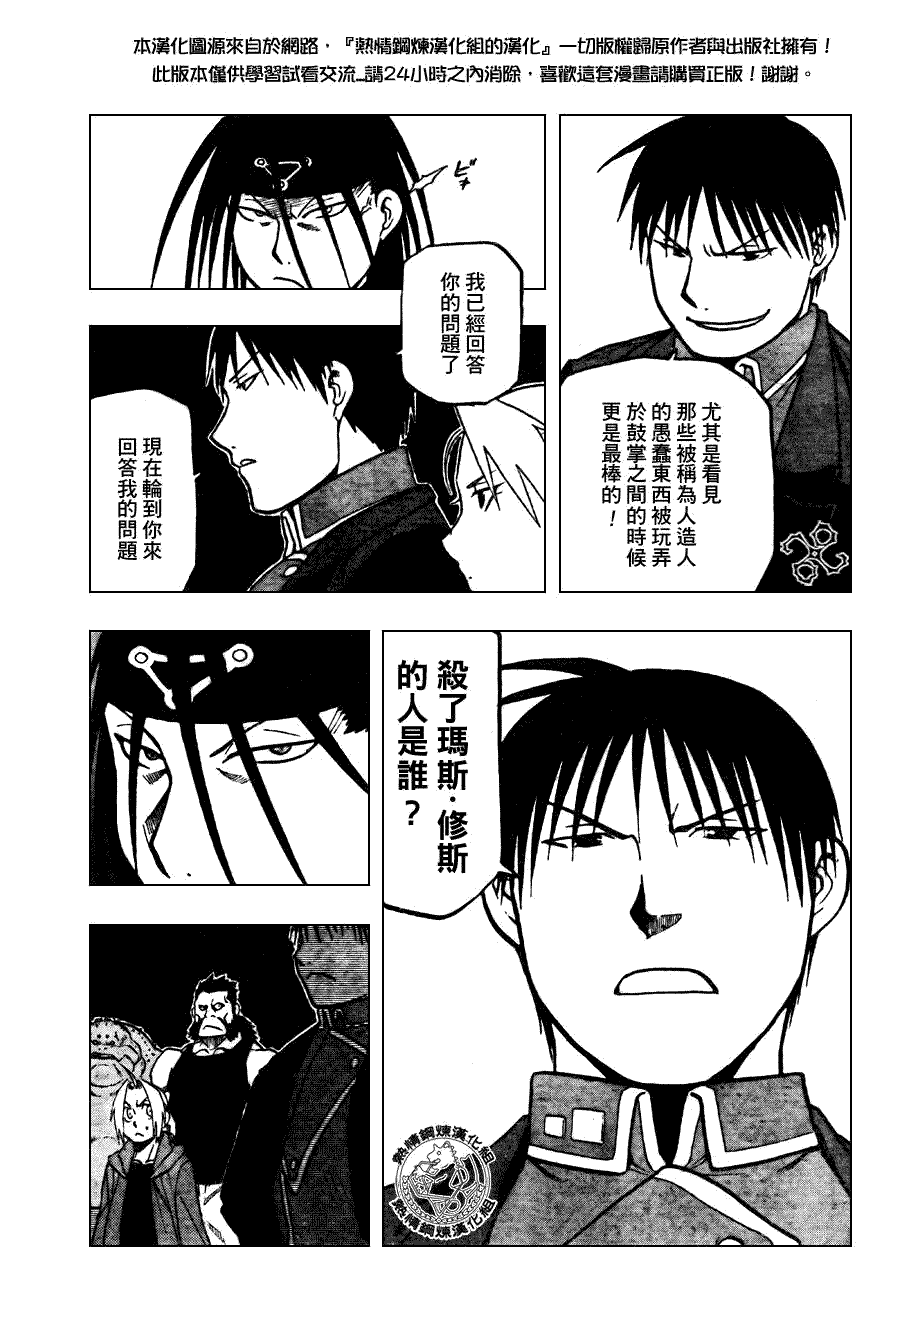 本漢化圖源來自於網路，『熱情鋼煉漢化組的漢化』一切版權歸原作者與出版社擁有！
此版本僅供學習試看交流…請24小時之內消除，喜歡這套漫畫請購買正版！謝謝。
尤其是看見
那些被稱為人造人
的愚蠢東西被玩弄
於鼓掌之間的時候
更是最棒的！
ビキ
我已經回答
你的問題了
現在輪到你來
回答我的問題
殺了瑪斯·修斯
的人是誰？
熱情鋼煉漢化組
熱情鋼煉漢化組